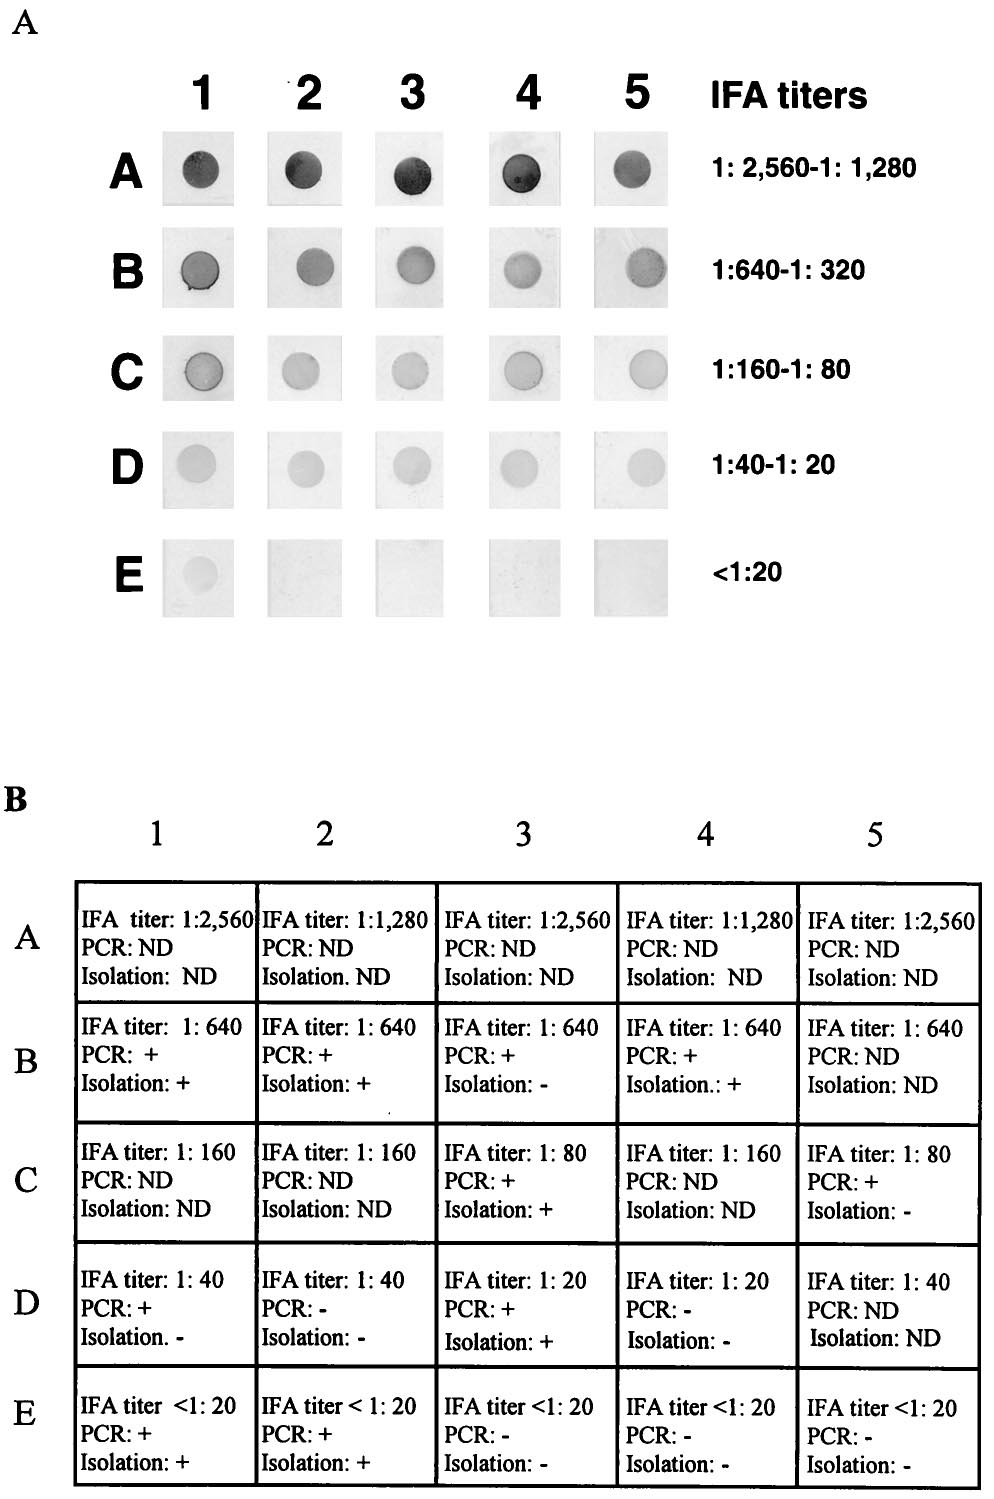 A
1 2 3 4 5 IFA titers
A 1: 2,560-1: 1,280
B 1:640-1: 320
C 1:160-1: 80
D 1:40-1: 20
E <1:20
B
1 2 3 4 5
A
IFA titer: 1:2,560 IFA titer: 1:1,280 IFA titer: 1:2,560 IFA titer: 1:1,280 IFA titer: 1:2,560
PCR: ND PCR: ND PCR: ND PCR: ND PCR: ND
Isolation: ND Isolation. ND Isolation: ND Isolation: ND Isolation: ND
B
IFA titer: 1: 640 IFA titer: 1: 640 IFA titer: 1: 640 IFA titer: 1: 640 IFA titer: 1: 640
PCR: + PCR: + PCR: + PCR: + PCR: ND
Isolation: + Isolation: + Isolation: - Isolation.: + Isolation: ND
C
IFA titer: 1: 160 IFA titer: 1: 160 IFA titer: 1: 80 IFA titer: 1: 160 IFA titer: 1: 80
PCR: ND PCR: ND PCR: + PCR: ND PCR: +
Isolation: ND Isolation: ND Isolation: + Isolation: ND Isolation: -
D
IFA titer: 1: 40 IFA titer: 1: 40 IFA titer: 1: 20 IFA titer: 1: 20 IFA titer: 1: 40
PCR: + PCR: - PCR: + PCR: - PCR: ND
Isolation. - Isolation: - Isolation: + Isolation: - Isolation: ND
E
IFA titer <1: 20 IFA titer < 1: 20 IFA titer <1: 20 IFA titer <1: 20 IFA titer <1: 20
PCR: + PCR: + PCR: - PCR: - PCR: -
Isolation: + Isolation: + Isolation: - Isolation: - Isolation: -